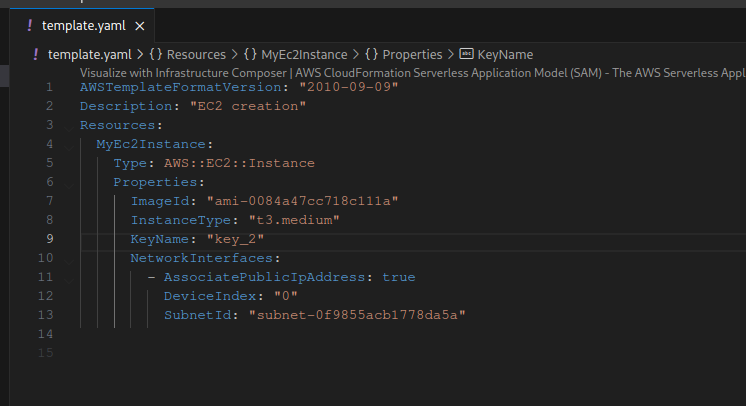 ! template.yaml ×
! template.yaml > {} Resources > {} MyEc2Instance > {} Properties > abc KeyName
Visualize with Infrastructure Composer | AWS CloudFormation Serverless Application Model (SAM) - The AWS Serverless Appl
1 AWSTemplateFormatVersion: "2010-09-09"
2 Description: "EC2 creation"
3 Resources:
4 MyEc2Instance:
5 Type: AWS::EC2::Instance
6 Properties:
7 ImageId: "ami-0084a47cc718c111a"
8 InstanceType: "t3.medium"
9 KeyName: "key_2"
10 NetworkInterfaces:
11 - AssociatePublicIpAddress: true
12 DeviceIndex: "0"
13 SubnetId: "subnet-0f9855acb1778da5a"
14
15